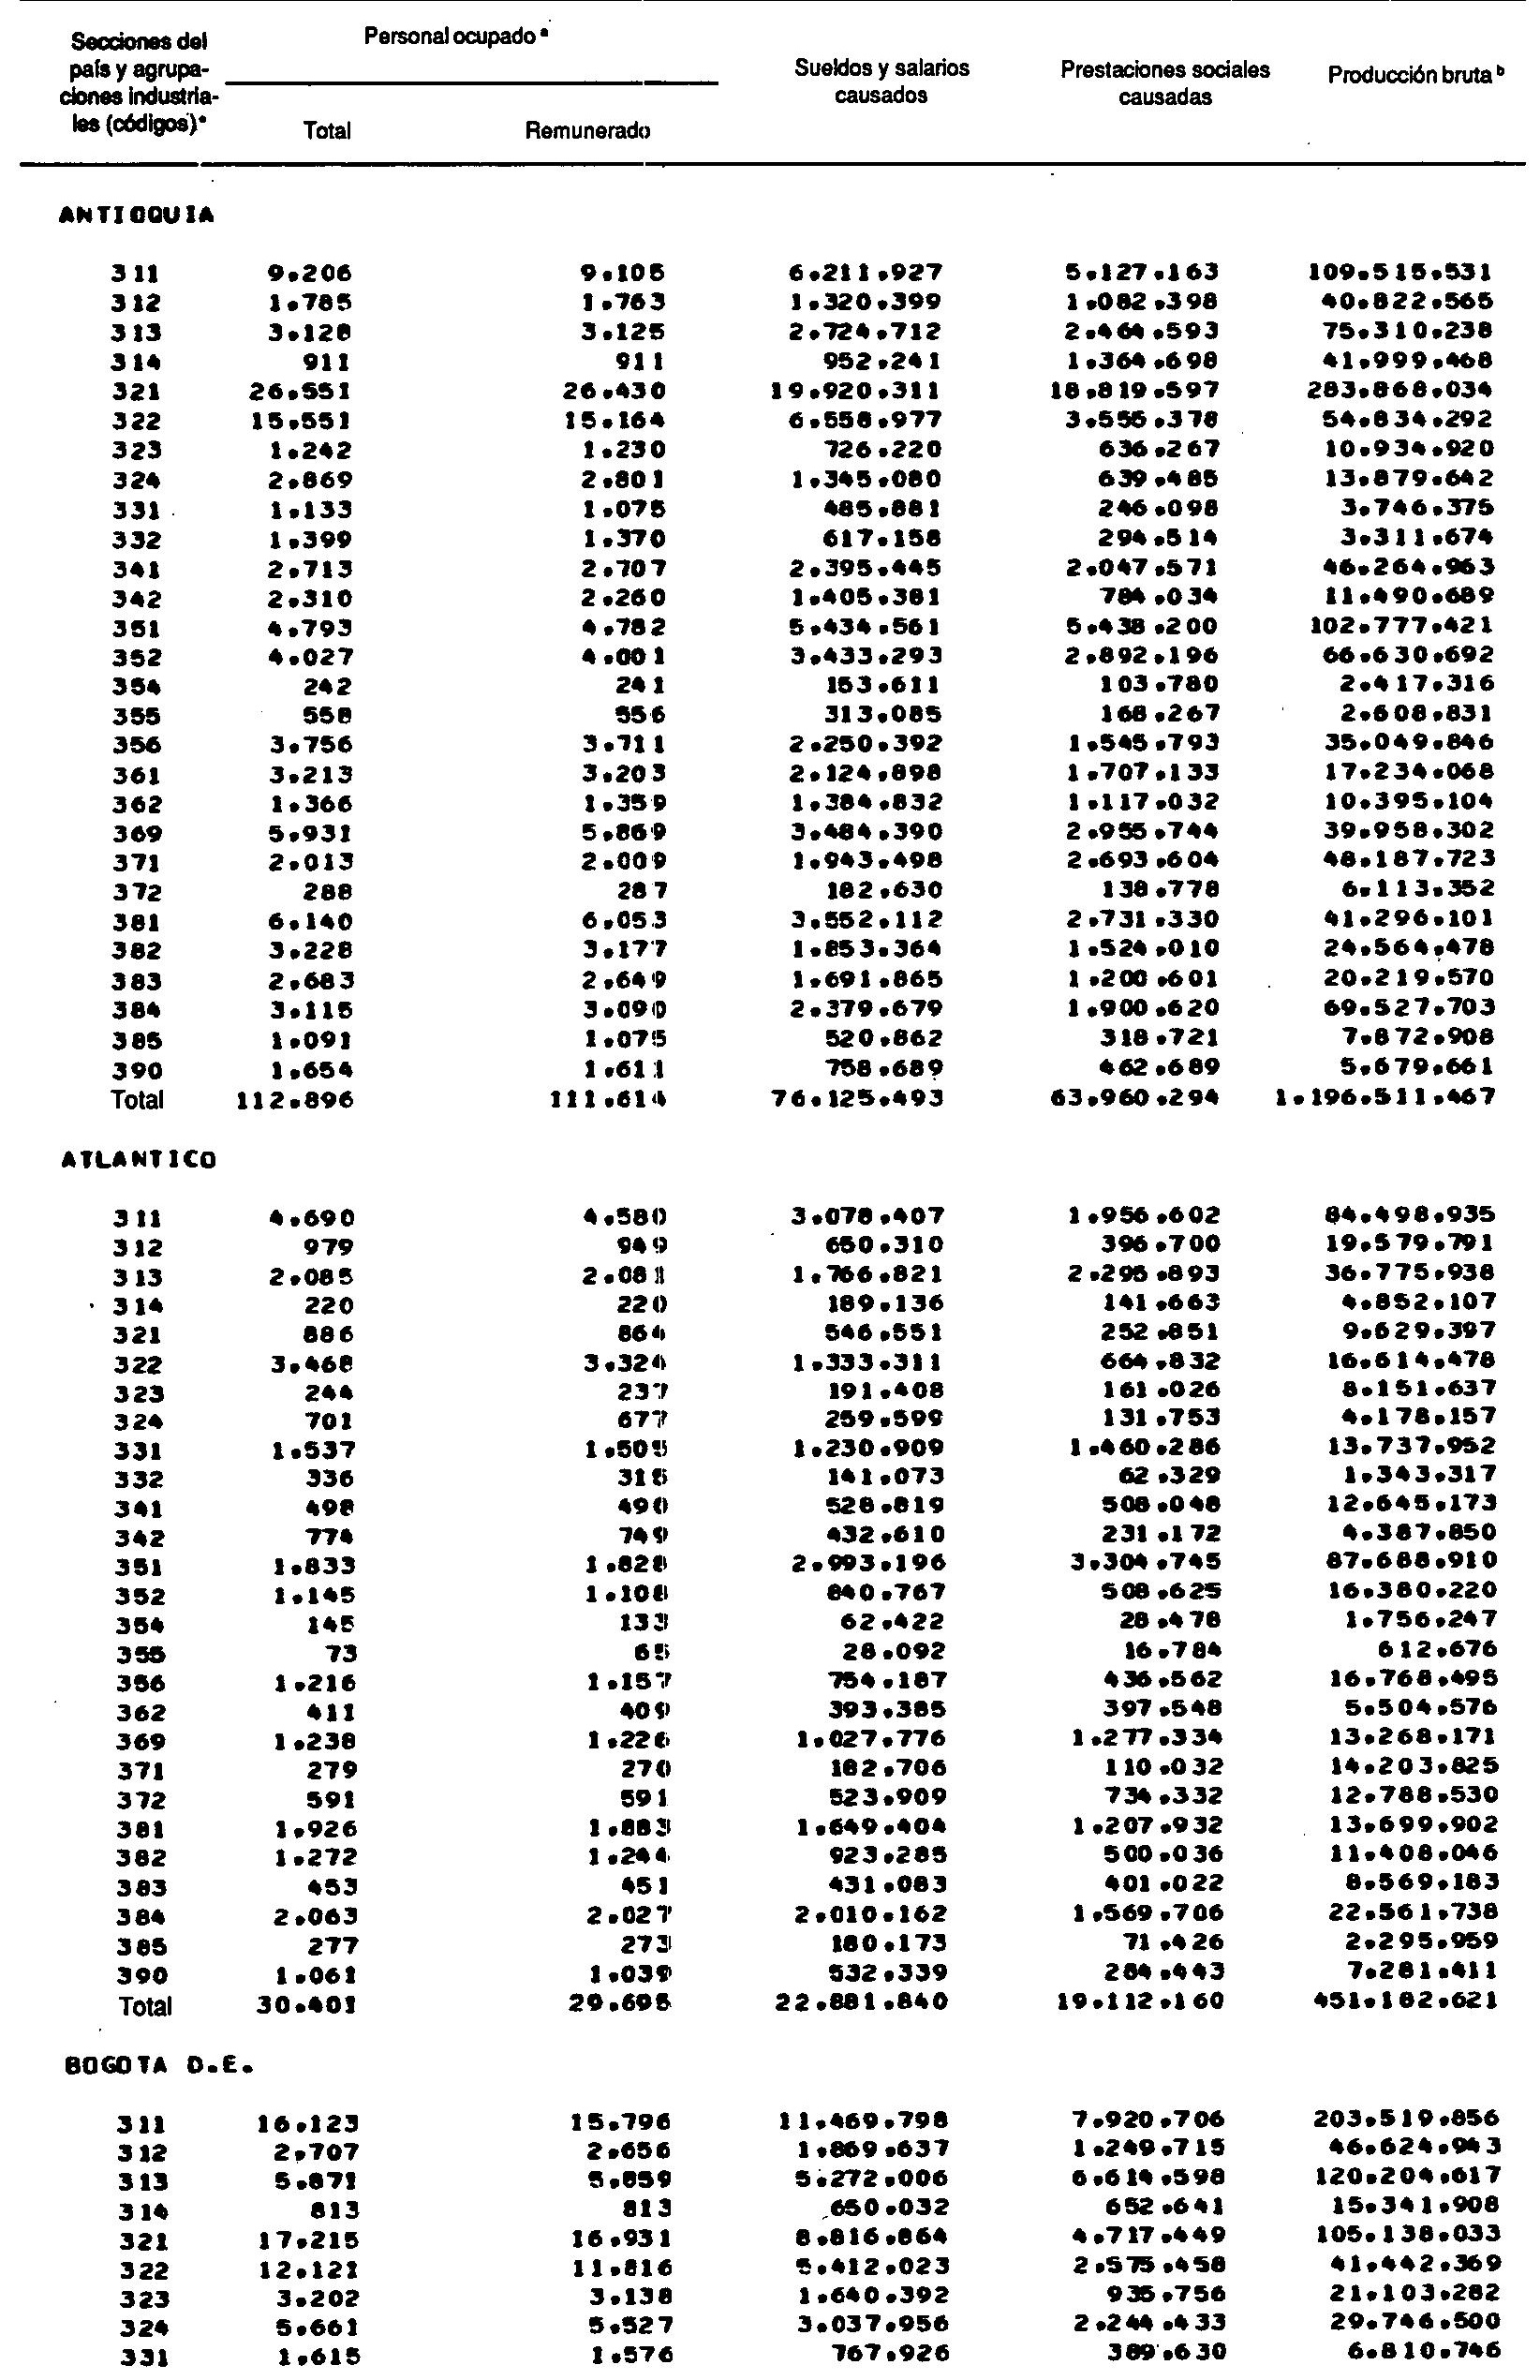 Secciones del país y agrupa- ciones industria- les (códigos)* Personal ocupado a Sueldos y salarios causados Prestaciones sociales causadas Producción bruta b
Total Remunerado
ANTIOQUIA
311 9.206 9.105 6.211.927 5.127.163 109.515.531
312 1.785 1.763 1.320.399 1.082.398 40.822.565
313 3.128 3.125 2.724.712 2.464.593 75.310.238
314 911 911 952.241 1.364.698 41.999.468
321 26.551 26.430 19.920.311 18.819.597 283.868.034
322 15.551 15.164 6.558.977 3.555.378 54.834.292
323 1.242 1.230 726.220 636.267 10.934.920
324 2.869 2.801 1.345.080 639.485 13.879.642
331 1.133 1.075 485.881 246.098 3.746.375
332 1.399 1.370 617.158 294.514 3.311.674
341 2.713 2.707 2.395.445 2.047.571 46.264.963
342 2.310 2.260 1.405.381 784.034 11.490.689
351 4.793 4.782 5.434.561 5.438.200 102.777.421
352 4.027 4.001 3.433.293 2.892.196 66.630.692
354 242 241 153.611 103.780 2.417.316
355 558 556 313.085 168.267 2.608.831
356 3.756 3.711 2.250.392 1.545.793 35.049.846
361 3.213 3.203 2.124.898 1.707.133 17.234.068
362 1.366 1.359 1.384.832 1.117.032 10.395.104
369 5.931 5.869 3.484.390 2.955.744 39.958.302
371 2.013 2.009 1.943.498 2.693.604 48.187.723
372 288 287 182.630 138.778 6.113.352
381 6.140 6.053 3.552.112 2.731.330 41.296.101
382 3.228 3.177 1.853.364 1.524.010 24.564.478
383 2.683 2.649 1.691.865 1.200.601 20.219.570
384 3.115 3.090 2.379.679 1.900.620 69.527.703
385 1.091 1.075 520.862 318.721 7.872.908
390 1.654 1.611 758.689 462.689 5.679.661
Total 112.896 111.614 76.125.493 63.960.294 1.196.511.467
ATLANTICO
311 4.690 4.580 3.078.407 1.956.602 84.498.935
312 979 949 650.310 396.700 19.579.791
313 2.085 2.081 1.766.821 2.295.893 36.775.938
314 220 220 189.136 141.663 4.852.107
321 886 864 546.551 252.851 9.629.397
322 3.468 3.324 1.333.311 664.832 16.614.478
323 244 237 191.408 161.026 8.151.637
324 701 677 259.599 131.753 4.178.157
331 1.537 1.505 1.230.909 1.460.286 13.737.952
332 336 315 141.073 62.329 1.343.317
341 498 490 528.819 508.048 12.645.173
342 774 749 432.610 231.172 4.387.850
351 1.833 1.828 2.993.196 3.304.745 87.688.910
352 1.145 1.108 840.767 508.625 16.380.220
354 145 133 62.422 28.478 1.756.247
355 73 65 28.092 16.784 612.676
356 1.216 1.157 754.187 436.562 16.768.495
362 411 409 393.385 397.548 5.504.576
369 1.238 1.226 1.027.776 1.277.334 13.268.171
371 279 270 182.706 110.032 14.203.825
372 591 591 523.909 734.332 12.788.530
381 1.926 1.883 1.649.404 1.207.932 13.699.902
382 1.272 1.244 923.285 500.036 11.408.046
383 453 451 431.083 401.022 8.569.183
384 2.063 2.027 2.010.162 1.569.706 22.561.738
385 277 273 180.173 71.426 2.295.959
390 1.061 1.039 532.339 284.443 7.281.411
Total 30.401 29.695 22.881.840 19.112.160 451.182.621
BOGOTA D.E.
311 16.123 15.796 11.469.798 7.920.706 203.519.856
312 2.707 2.656 1.869.637 1.249.715 46.624.943
313 5.871 5.859 5.272.006 6.614.598 120.204.617
314 813 813 650.032 652.641 15.341.908
321 17.215 16.931 8.816.864 4.717.449 105.138.033
322 12.121 11.816 5.412.023 2.575.458 41.442.369
323 3.202 3.138 1.640.392 935.756 21.103.282
324 5.661 5.527 3.037.956 2.244.433 29.746.500
331 1.615 1.576 767.926 389.630 6.810.746